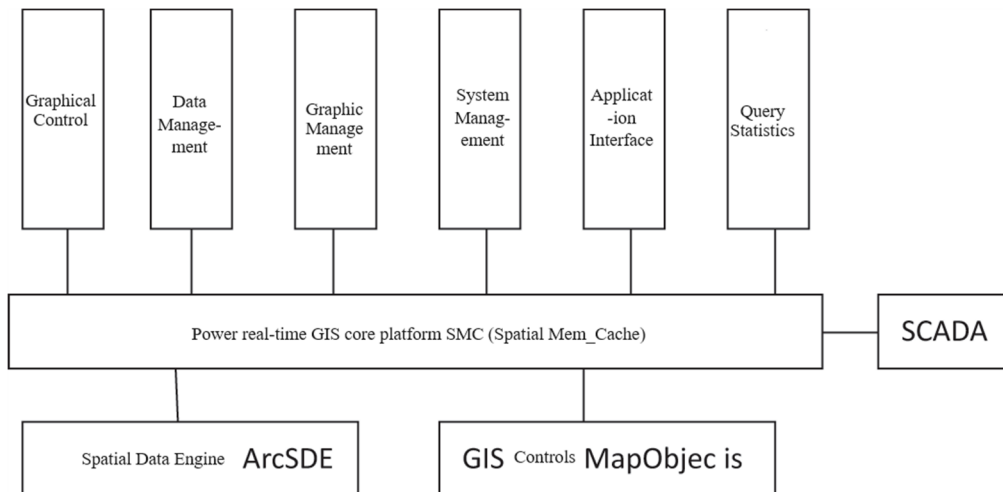 Graphical
Control
Data
Manage-
ment
Graphic
Manage
ment
System
Manag-
ement
Applicat
-ion
Interface
Query
Statistics
Power real-time GIS core platform SMC (Spatial Mem_Cache)
SCADA
Spatial Data Engine ArcSDE
GIS Controls MapObjec is